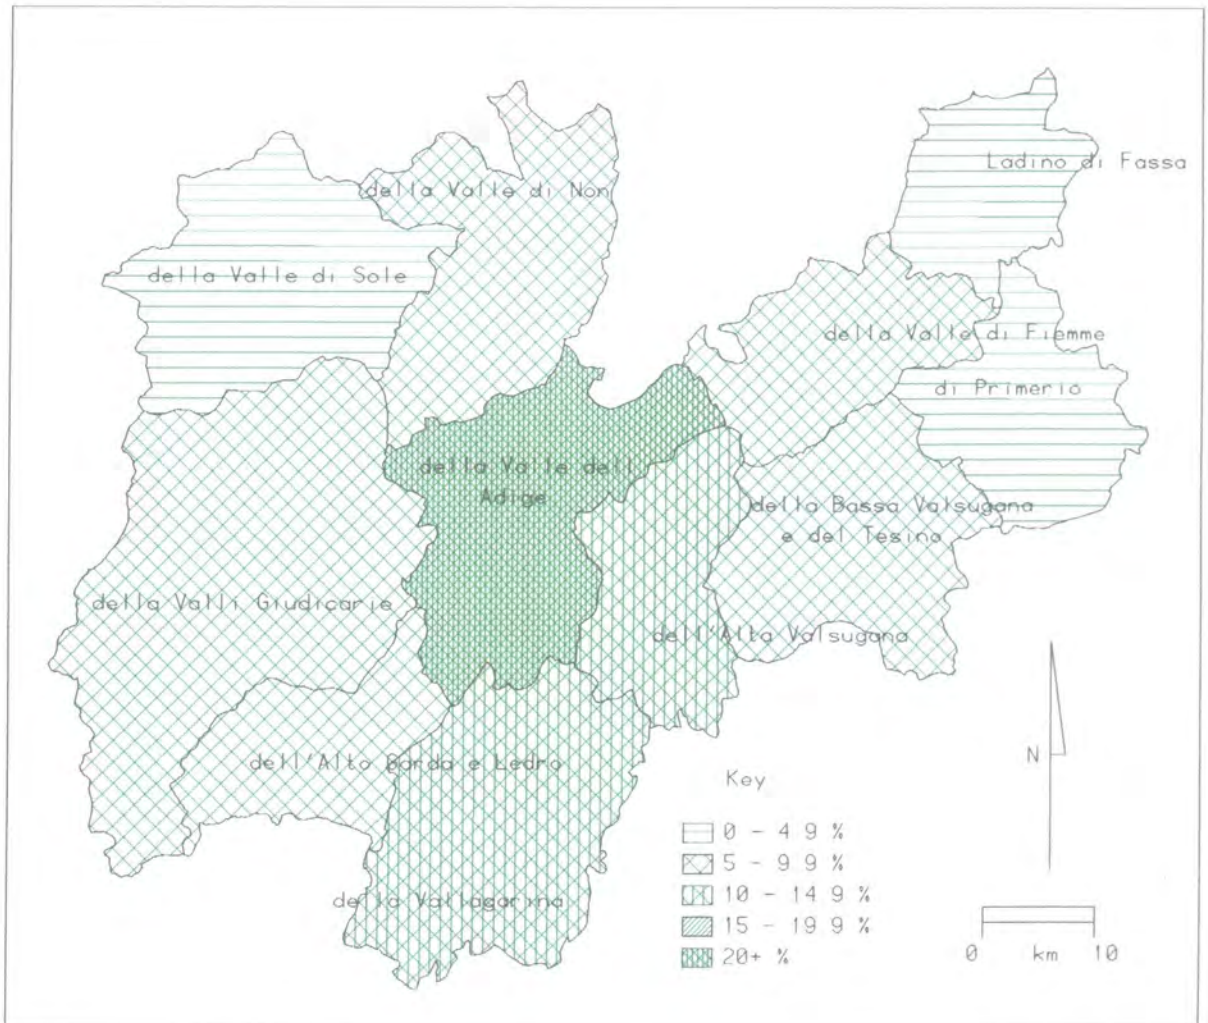 Ladino di Fassa
della Valle di Non
della Valle di Sole
della Valle di Fiemme
di Primerio
della Valle dell
Adige
della Bassa Valsugana
e del Tesino
della Valli Giudicarie
dell'Alta Valsugana
dell'Alto Garda e Ledro
della Vallagarina
N
Key
0 - 4 9 %
5 - 9 9 %
10 - 14 9 %
15 - 19 9 %
20+ %
0 km 10